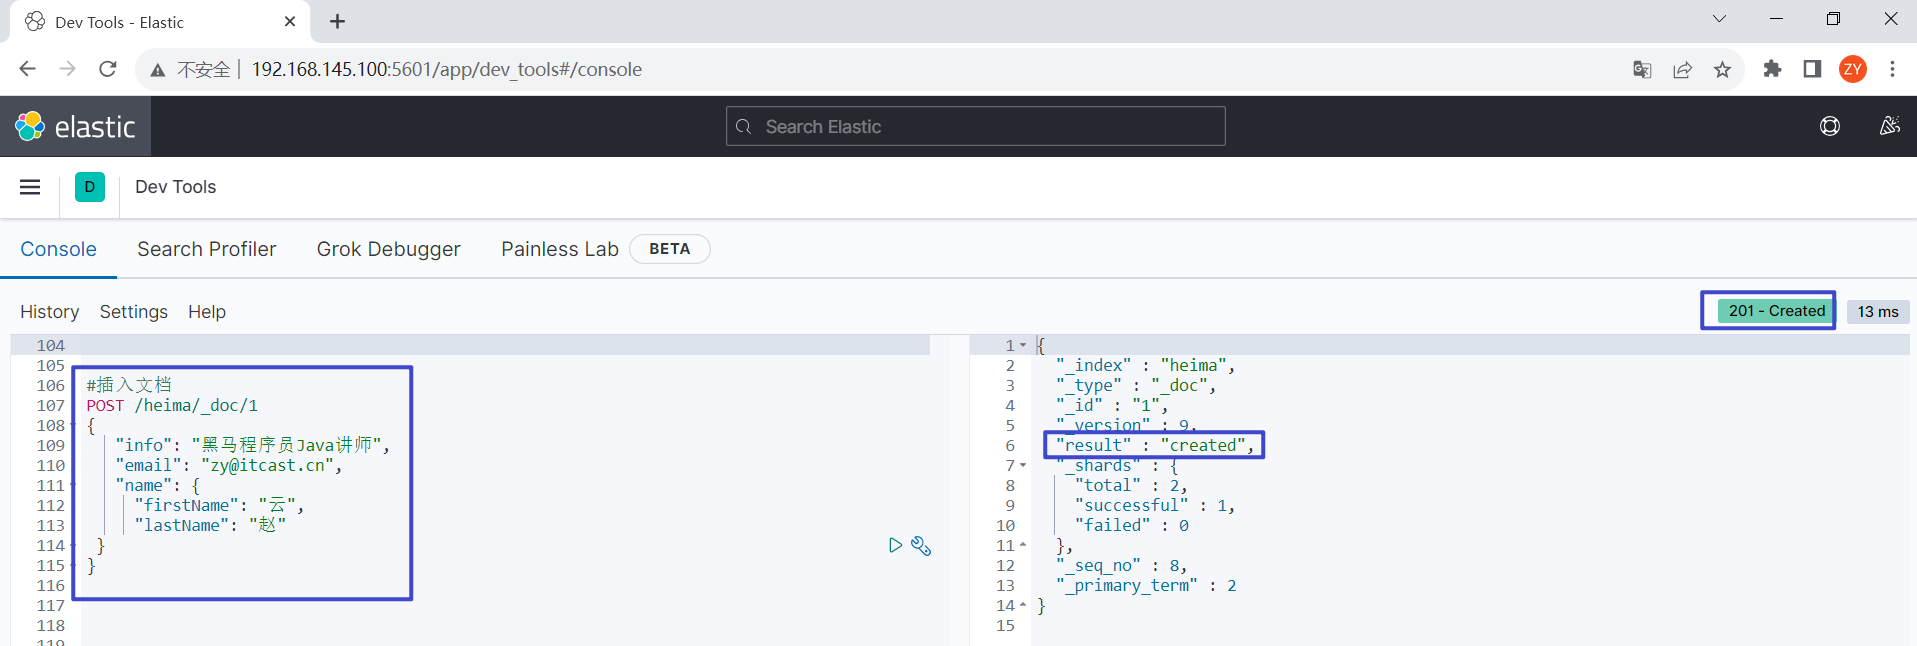 Dev Tools - Elastic
不安全 192.168.145.100:5601/app/dev_tools#/console
ZY
elastic
Search Elastic
D Dev Tools
Console Search Profiler Grok Debugger Painless Lab BETA
History Settings Help
201 - Created 13 ms
104
105
106 #插入文档
107 POST /heima/_doc/1
108 {
109 "info": "黑马程序员Java讲师",
110 "email": "zy@itcast.cn",
111 "name": {
112 "firstName": "云",
113 "lastName": "赵"
114 }
115 }
116
117
118
119
1 {
2 "_index" : "heima",
3 "_type" : "_doc",
4 "_id" : "1",
5 "_version" : 9,
6 "result" : "created",
7 "_shards" : {
8 "total" : 2,
9 "successful" : 1,
10 "failed" : 0
11 },
12 "_seq_no" : 8,
13 "_primary_term" : 2
14 }
15